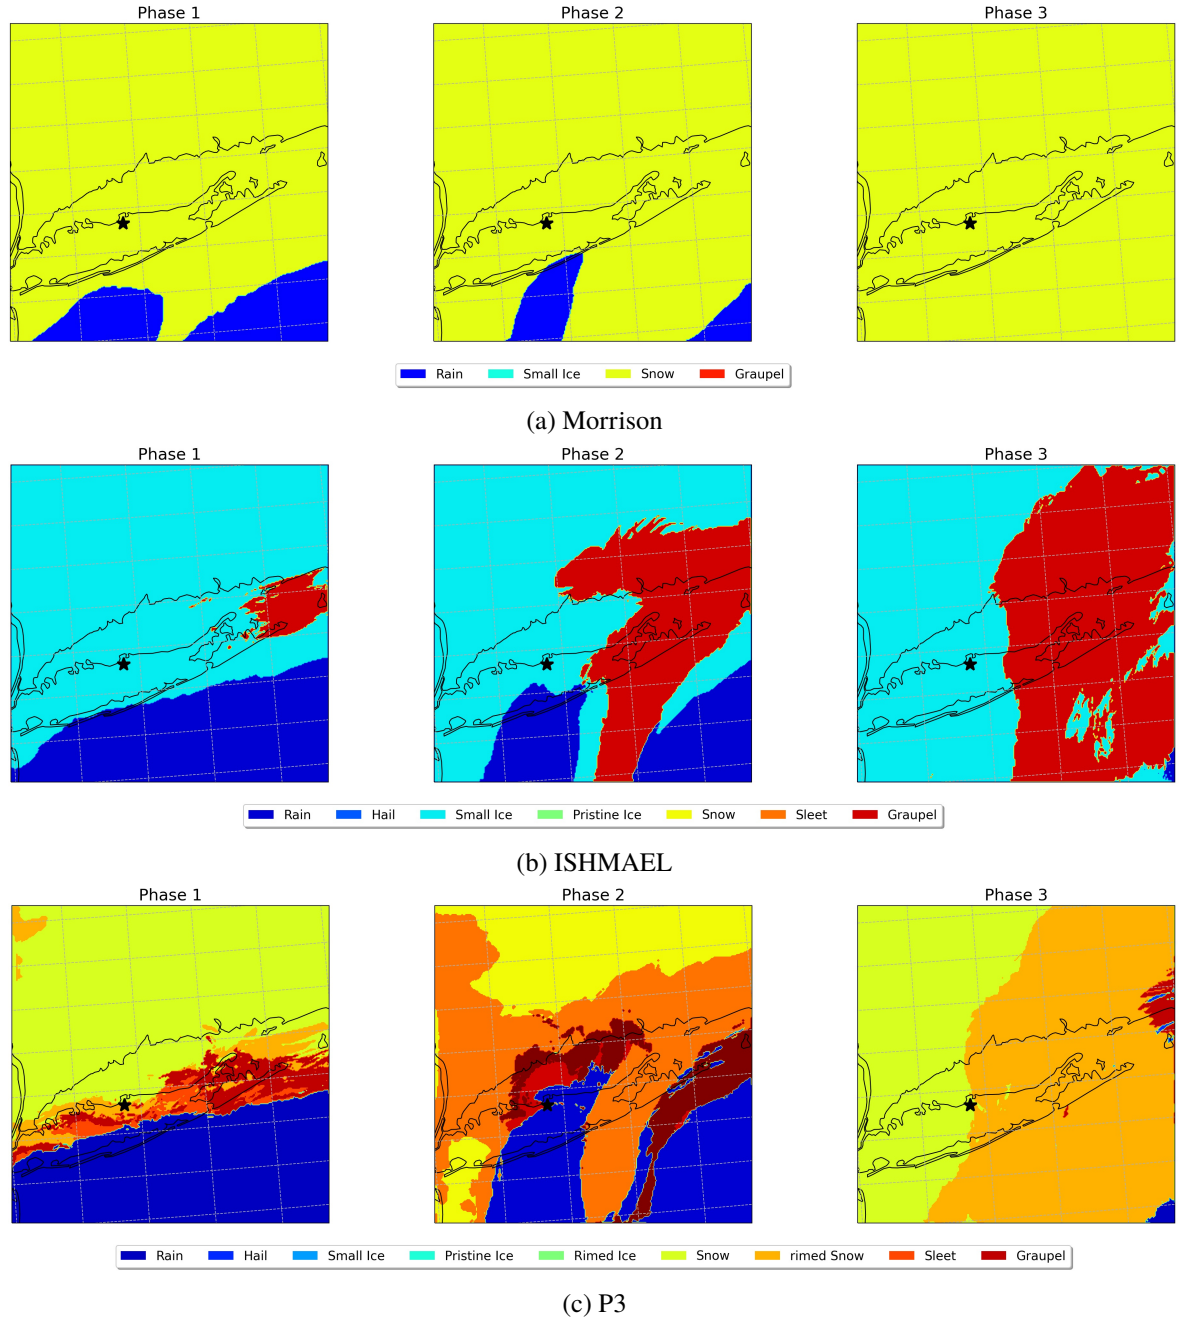 Phase 1 Phase 2 Phase 3
Rain Small Ice Snow Graupel
(a) Morrison
Phase 1 Phase 2 Phase 3
Rain Hail Small Ice Pristine Ice Snow Sleet Graupel
(b) ISHMAEL
Phase 1 Phase 2 Phase 3
Rain Hail Small Ice Pristine Ice Rimed Ice Snow rimed Snow Sleet Graupel
(c) P3